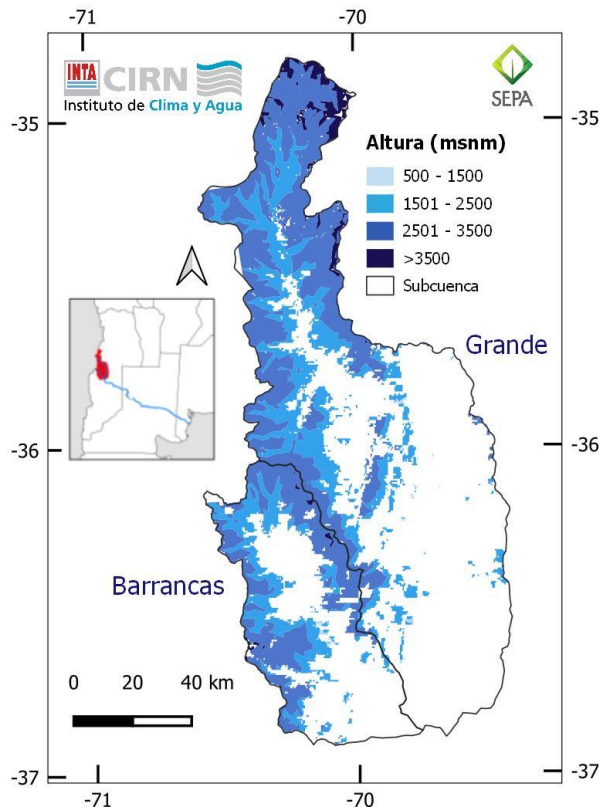 -71
-70
INTA
CIRN
Instituto de Clima y Agua
SEPA
-35
-35
Altura (msnm)
500 - 1500
1501 - 2500
2501 - 3500
>3500
Subcuenca
Grande
-36
-36
Barrancas
0 20 40 km
-37
-37
-71
-70